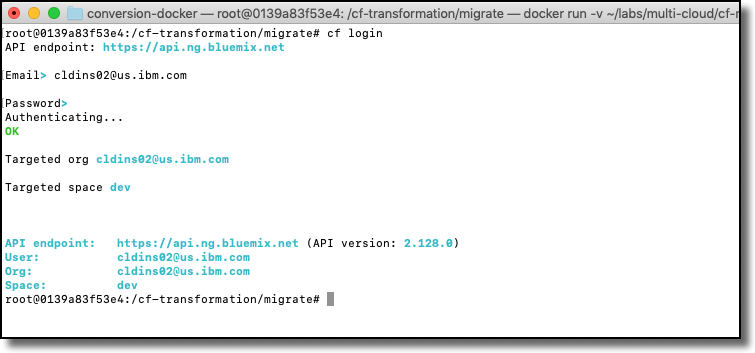 conversion-docker — root@0139a83f53e4: /cf-transformation/migrate — docker run -v ~/labs/multi-cloud/cf-m
[root@0139a83f53e4:/cf-transformation/migrate# cf login
API endpoint: https://api.ng.bluemix.net
[Email> cldins02@us.ibm.com
[Password>
Authenticating...
OK
Targeted org cldins02@us.ibm.com
Targeted space dev
API endpoint:   https://api.ng.bluemix.net (API version: 2.128.0)
User:           cldins02@us.ibm.com
Org:            cldins02@us.ibm.com
Space:          dev
root@0139a83f53e4:/cf-transformation/migrate#